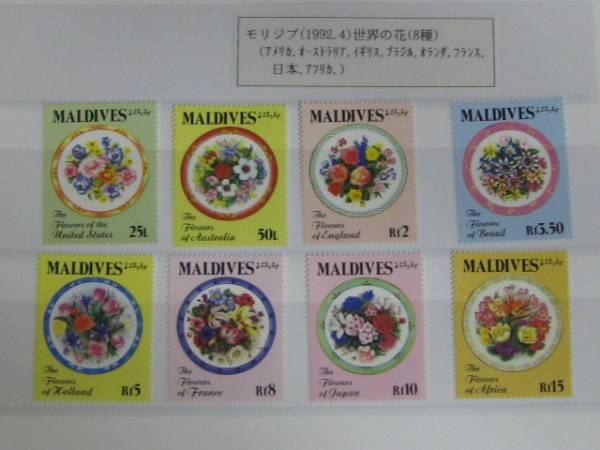 モリジブ(1992.4)世界の花(8種)
(ｱﾒﾘｶ,ｵｰｽﾄﾗﾘｱ,ｲｷﾞﾘｽ,ﾌﾞﾗｼﾞﾙ,ｵﾗﾝﾀﾞ,ﾌﾗﾝｽ,
日本,ｱﾌﾘｶ,)
MALDIVES
The
Flowers of the
United States
25L
MALDIVES
The
Flowers
of Australia
50L
MALDIVES
The
Flowers
of England
Rf2
MALDIVES
The
Flowers
of Brazil
Rf3.50
MALDIVES
The
Flowers
of Holland
Rf5
MALDIVES
The
Flowers
of France
Rf8
MALDIVES
The
Flowers
of Japan
Rf10
MALDIVES
The
Flowers
of Africa
Rf15